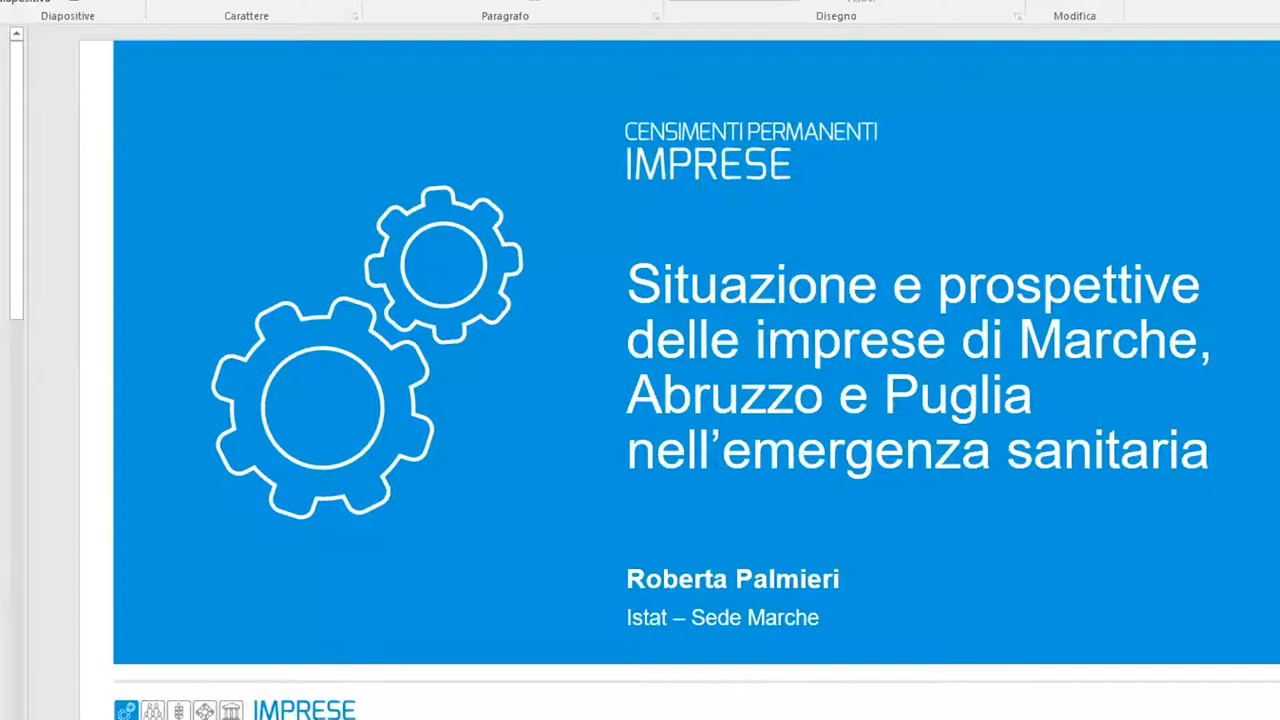 Diapositive Carattere Paragrafo Disegno Modifica
CENSIMENTI PERMANENTI
IMPRESE
Situazione e prospettive
delle imprese di Marche,
Abruzzo e Puglia
nell’emergenza sanitaria
Roberta Palmieri
Istat – Sede Marche
IMPRESE